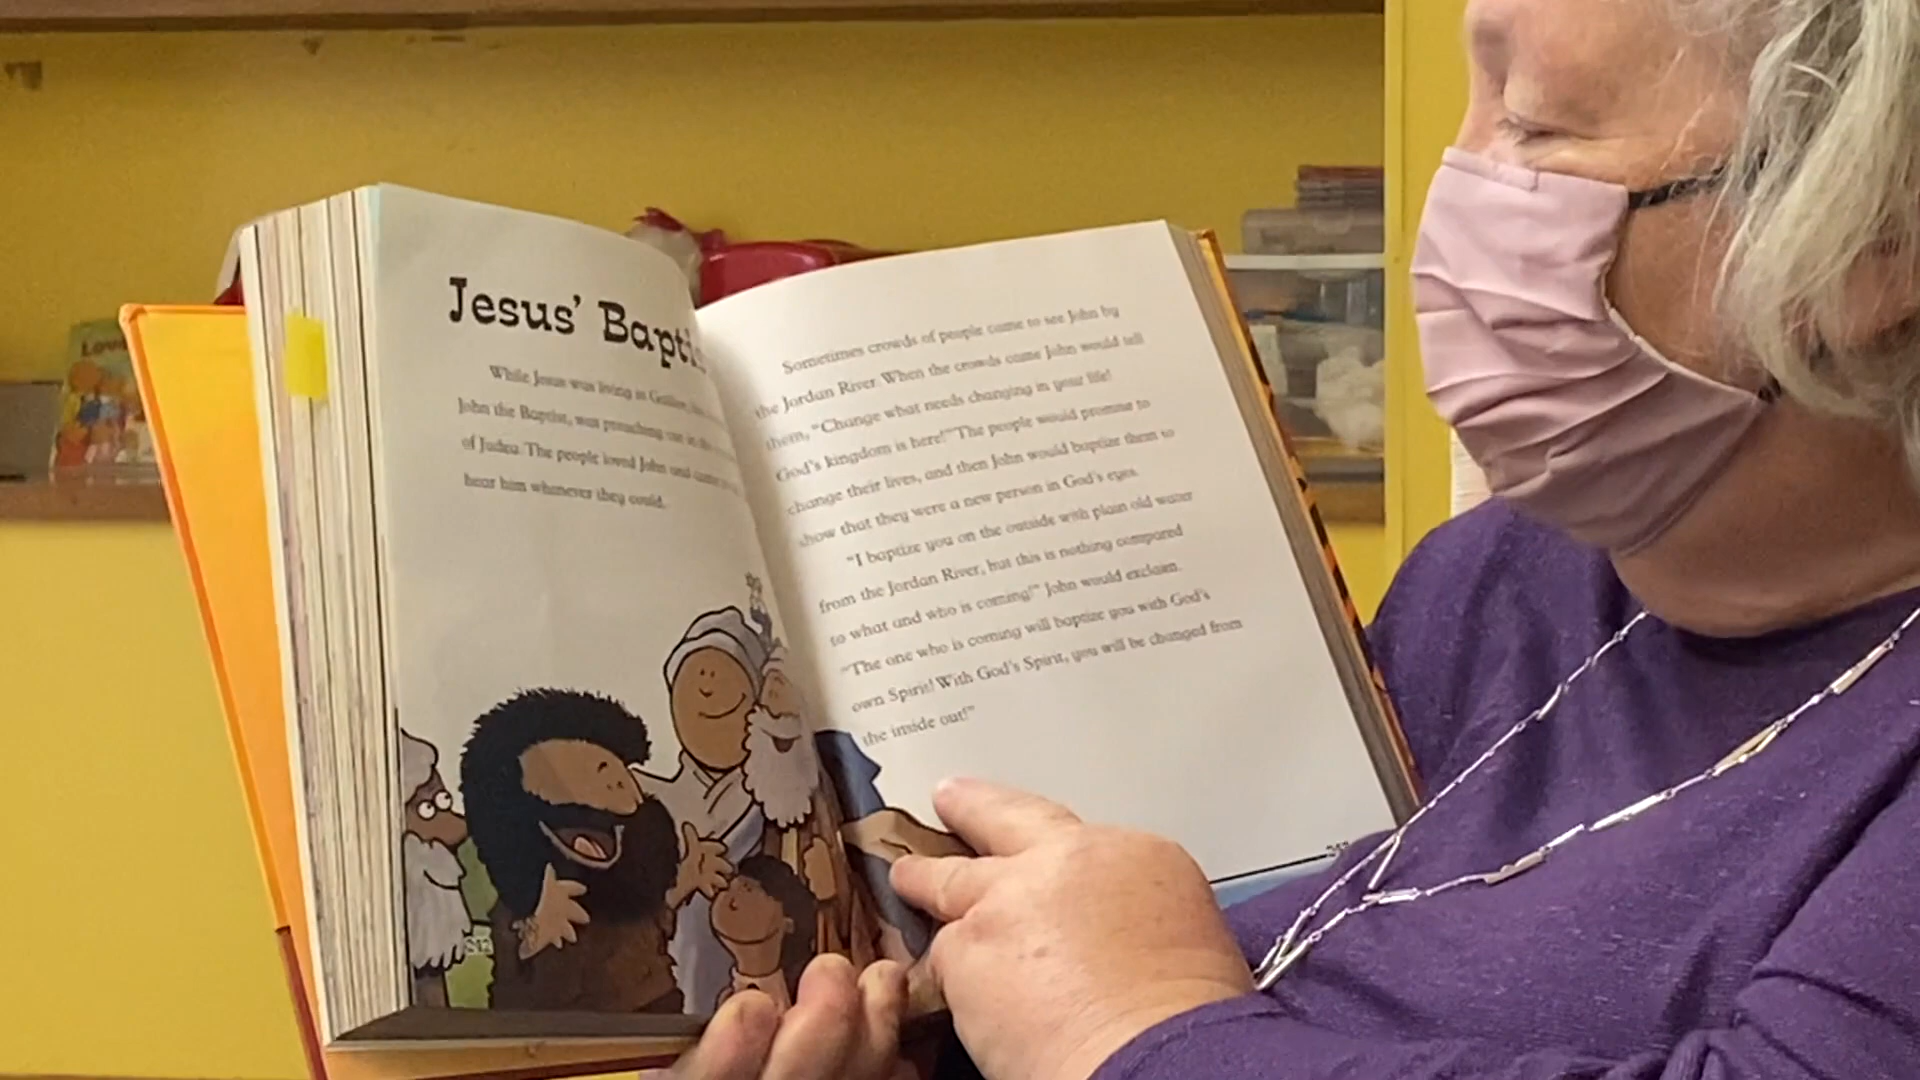 Love
Jesus' Bapti
While Jesus was living in Galilee,
John the Baptist, was preaching out in the
of Judea. The people loved John and came
hear him whenever they could.
Sometimes crowds of people came to see John by
the Jordan River. When the crowds came John would tell
them, “Change what needs changing in your life!
God's kingdom is here!” The people would promise to
change their lives, and then John would baptize them to
show that they were a new person in God's eyes.
“I baptize you on the outside with plain old water
from the Jordan River, but this is nothing compared
to what and who is coming!” John would exclaim.
“The one who is coming will baptize you with God's
own Spirit! With God's Spirit, you will be changed from
the inside out!”